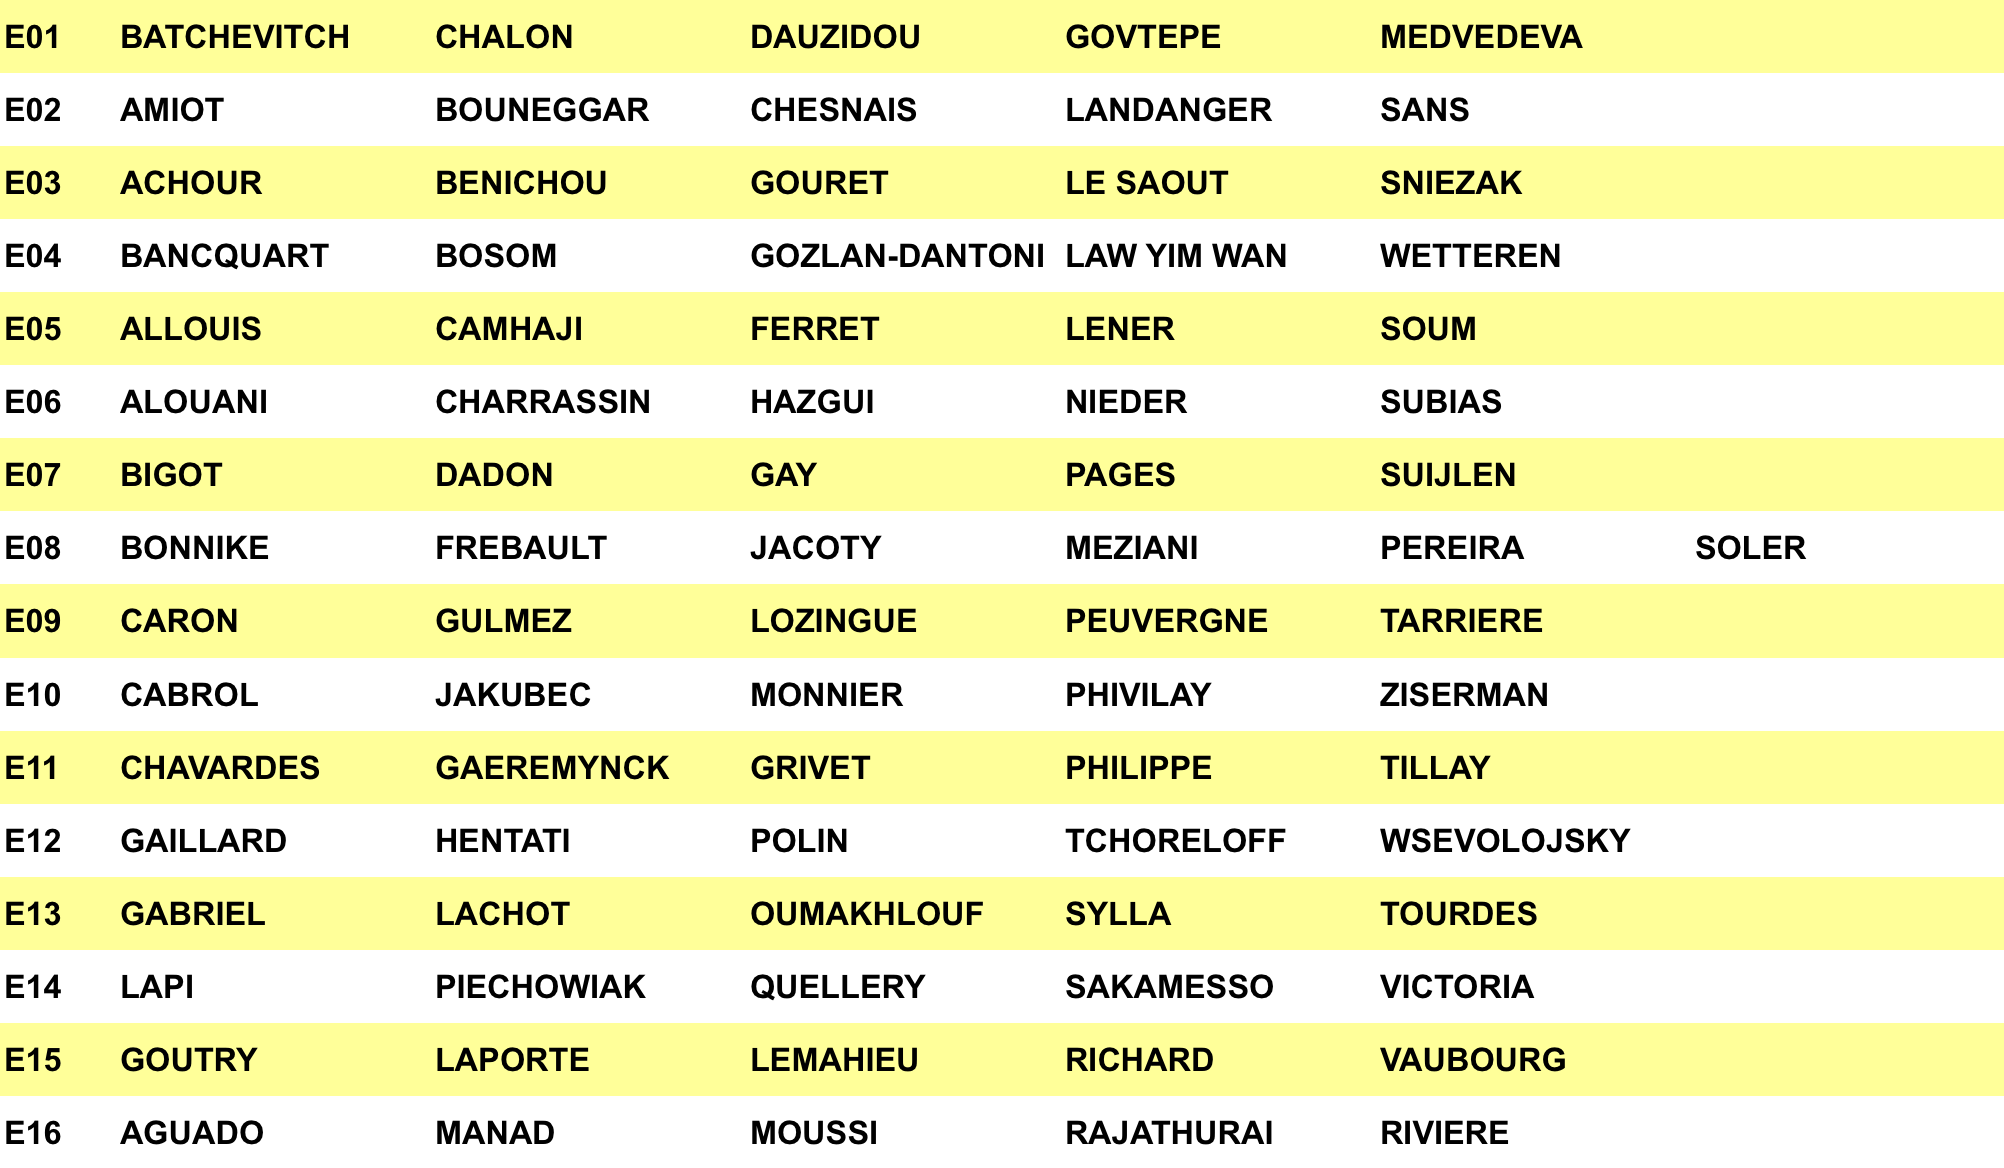 E01 BATCHEVITCH CHALON DAUZIDOU GOVTEPE MEDVEDEVA
E02 AMIOT BOUNEGGAR CHESNAIS LANDANGER SANS
E03 ACHOUR BENICHOU GOURET LE SAOUT SNIEZAK
E04 BANCQUART BOSOM GOZLAN-DANTONI LAW YIM WAN WETTEREN
E05 ALLOUIS CAMHAJI FERRET LENER SOUM
E06 ALOUANI CHARRASSIN HAZGUI NIEDER SUBIAS
E07 BIGOT DADON GAY PAGES SUIJLEN
E08 BONNIKE FREBAULT JACOTY MEZIANI PEREIRA SOLER
E09 CARON GULMEZ LOZINGUE PEUVERGNE TARRIERE
E10 CABROL JAKUBEC MONNIER PHIVILAY ZISERMAN
E11 CHAVARDES GAEREMYNCK GRIVET PHILIPPE TILLAY
E12 GAILLARD HENTATI POLIN TCHORELOFF WSEVOLOJSKY
E13 GABRIEL LACHOT OUMAKHLOUF SYLLA TOURDES
E14 LAPI PIECHOWIAK QUELLERY SAKAMESSO VICTORIA
E15 GOUTRY LAPORTE LEMAHIEU RICHARD VAUBOURG
E16 AGUADO MANAD MOUSSI RAJATHURAI RIVIERE